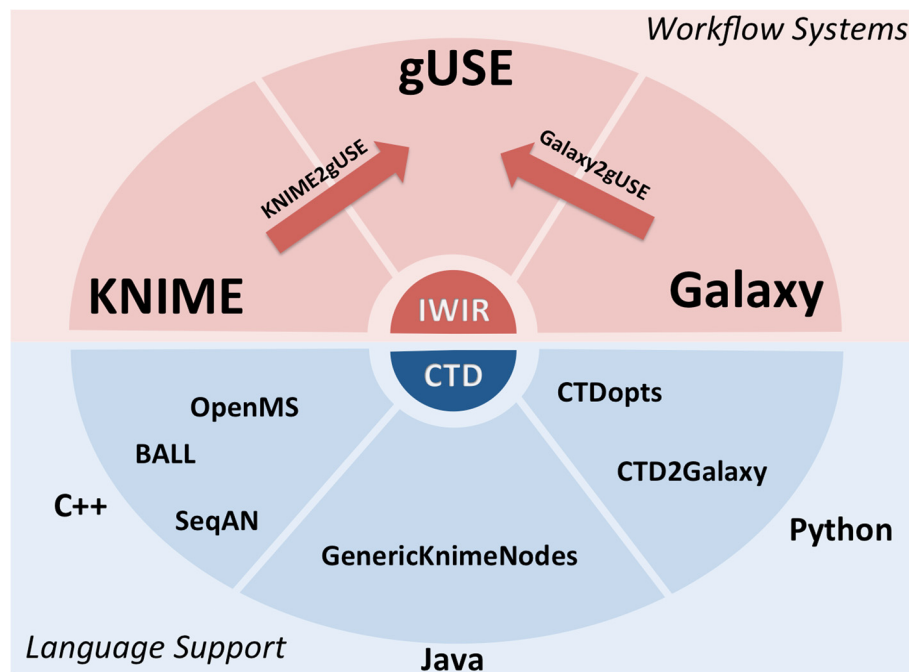 Workflow Systems
gUSE
KNIME2gUSE
Galaxy2gUSE
KNIME
Galaxy
IWIR
CTD
OpenMS
CTDopts
BALL
CTD2Galaxy
C++
SeqAN
Python
GenericKnimeNodes
Language Support
Java